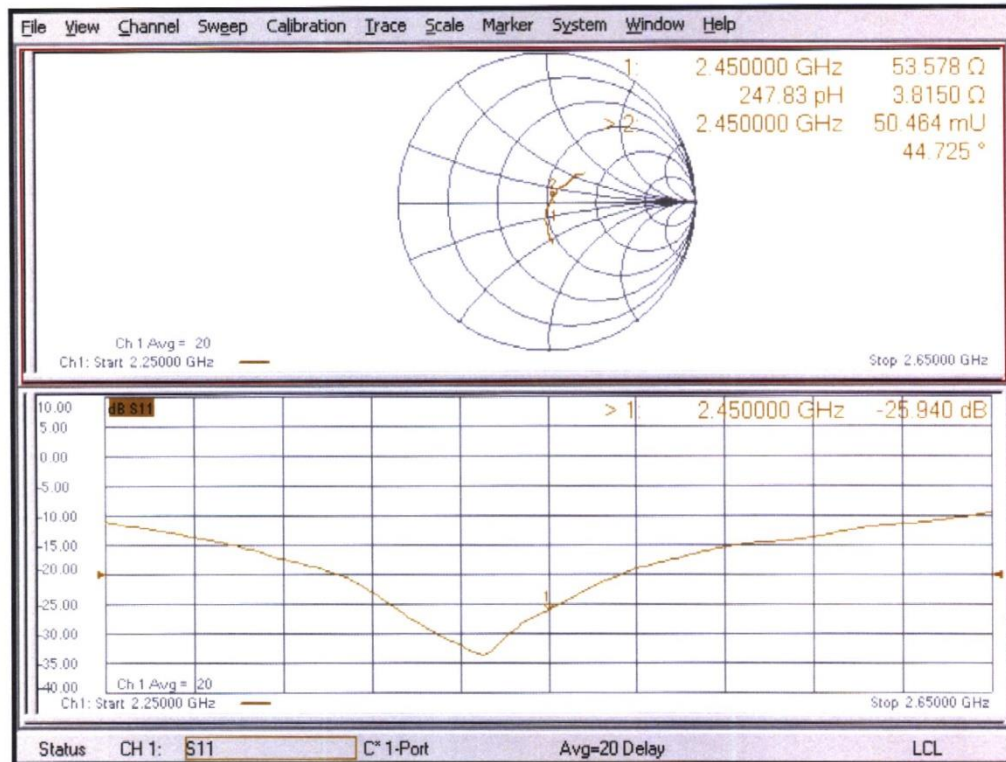 File View Channel Sweep Calibration Trace Scale Marker System Window Help
1: 2.450000 GHz 53.578 Ω
247.83 pH 3.8150 Ω
> 2: 2.450000 GHz 50.464 mU
44.725 °
2
1
Ch 1 Avg = 20
Ch1: Start 2.25000 GHz Stop 2.65000 GHz
10.00 dB S11 > 1: 2.450000 GHz -25.940 dB
5.00
0.00
-5.00
-10.00
-15.00
-20.00
-25.00 1
-30.00
-35.00
-40.00 Ch 1 Avg = 20
Ch1: Start 2.25000 GHz Stop 2.65000 GHz
Status CH 1: S11 C* 1-Port Avg=20 Delay LCL